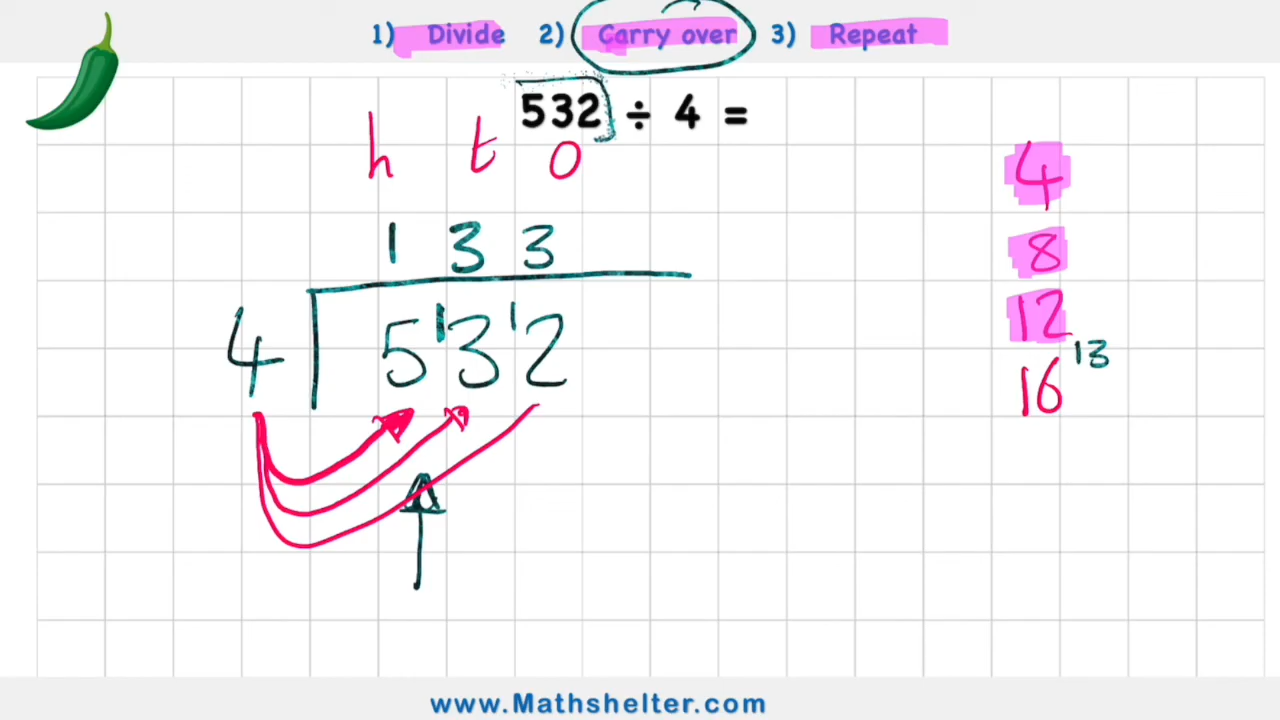 1) Divide 2) Carry over 3) Repeat
532 ÷ 4 =
h t o
1 3 3
4 5 1 3 1 2
4
8
12
13
16
www.Mathshelter.com